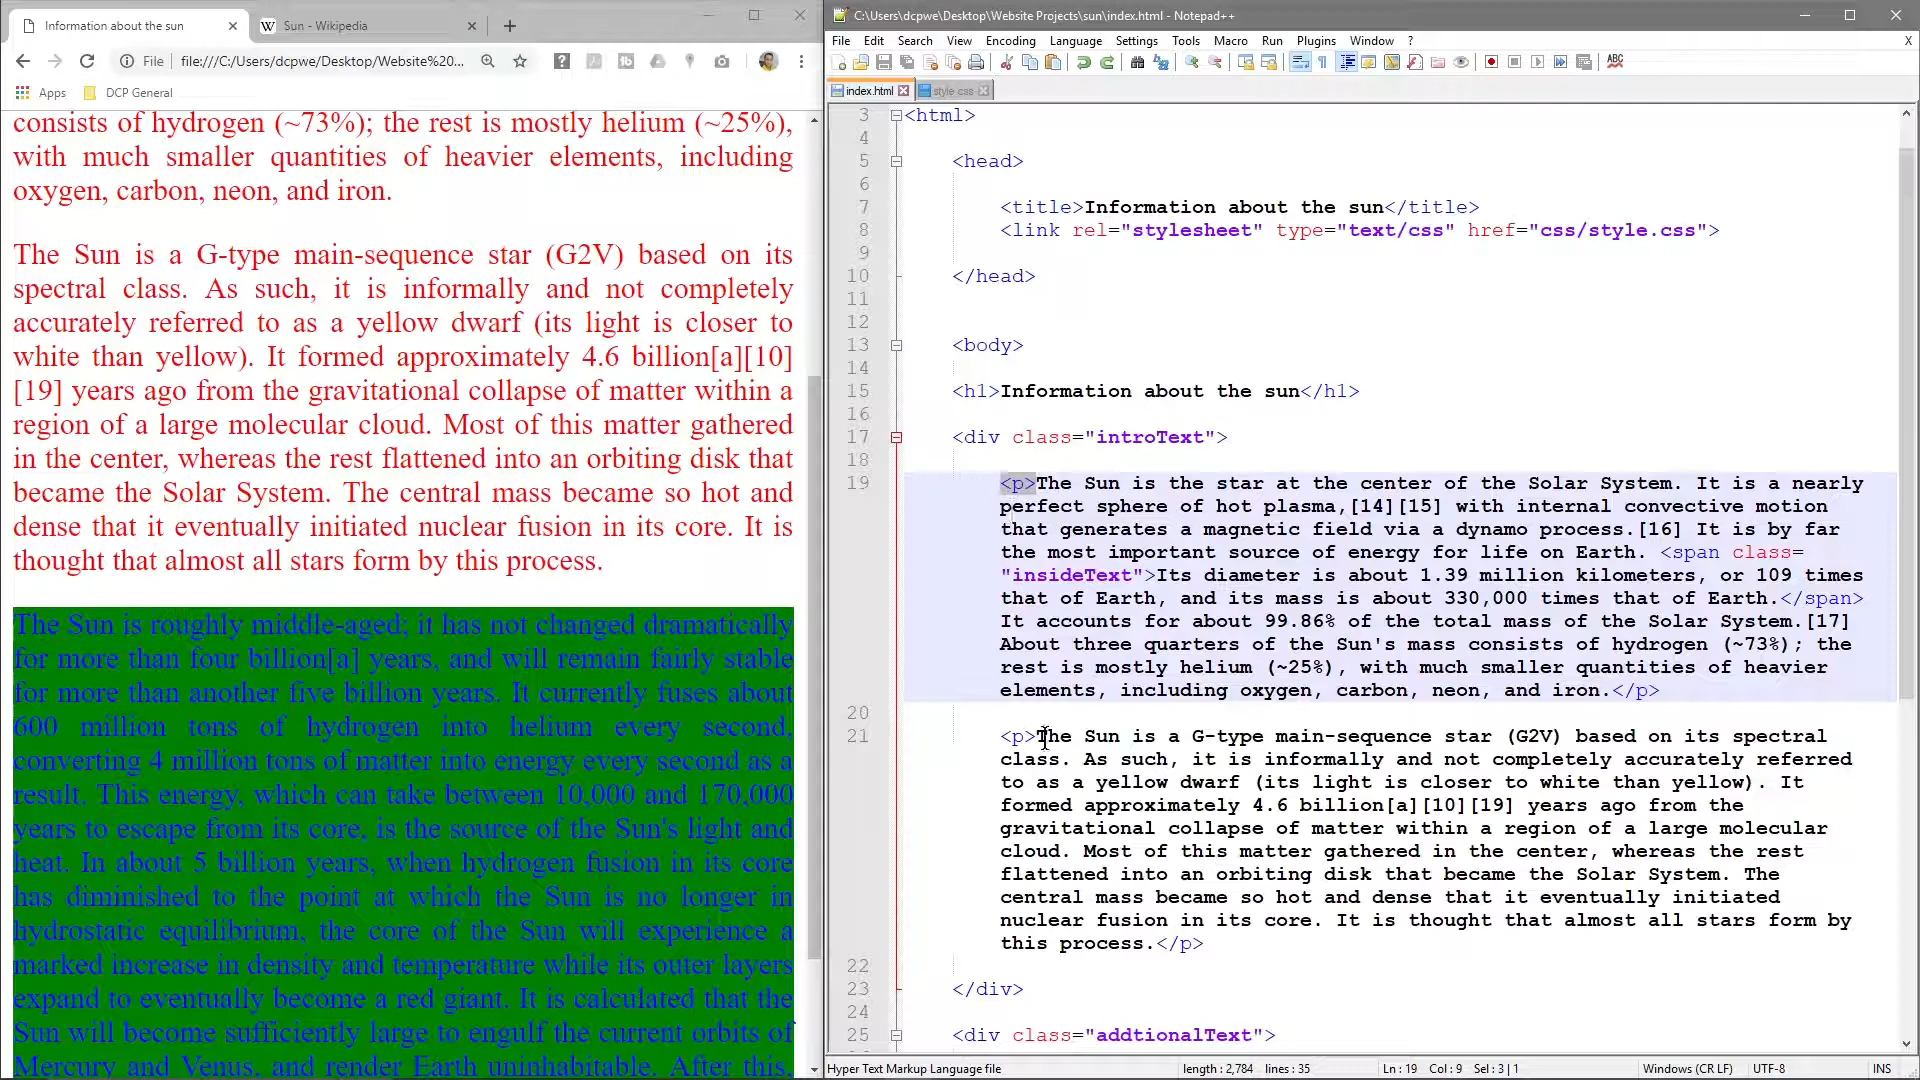 Information about the sun
Sun - Wikipedia
File
file:///C:/Users/dcpwe/Desktop/Website%20...
Apps
DCP General
consists of hydrogen (~73%); the rest is mostly helium (~25%),
with much smaller quantities of heavier elements, including
oxygen, carbon, neon, and iron.
The Sun is a G-type main-sequence star (G2V) based on its
spectral class. As such, it is informally and not completely
accurately referred to as a yellow dwarf (its light is closer to
white than yellow). It formed approximately 4.6 billion[a][10]
[19] years ago from the gravitational collapse of matter within a
region of a large molecular cloud. Most of this matter gathered
in the center, whereas the rest flattened into an orbiting disk that
became the Solar System. The central mass became so hot and
dense that it eventually initiated nuclear fusion in its core. It is
thought that almost all stars form by this process.
The Sun is roughly middle-aged; it has not changed dramatically
for more than four billion[a] years, and will remain fairly stable
for more than another five billion years. It currently fuses about
600 million tons of hydrogen into helium every second,
converting 4 million tons of matter into energy every second as a
result. This energy, which can take between 10,000 and 170,000
years to escape from its core, is the source of the Sun's light and
heat. In about 5 billion years, when hydrogen fusion in its core
has diminished to the point at which the Sun is no longer in
hydrostatic equilibrium, the core of the Sun will experience a
marked increase in density and temperature while its outer layers
expand to eventually become a red giant. It is calculated that the
Sun will become sufficiently large to engulf the current orbits of
Mercury and Venus, and render Earth uninhabitable. After this,
C:\Users\dcpwe\Desktop\Website Projects\sun\index.html - Notepad++
File Edit Search View Encoding Language Settings Tools Macro Run Plugins Window ? X
ABC
index.html
style.css
3 <html>
4
5 <head>
6
7 <title>Information about the sun</title>
8 <link rel="stylesheet" type="text/css" href="css/style.css">
9
10 </head>
11
12
13 <body>
14
15 <h1>Information about the sun</h1>
16
17 <div class="introText">
18
19 <p>The Sun is the star at the center of the Solar System. It is a nearly
perfect sphere of hot plasma,[14][15] with internal convective motion
that generates a magnetic field via a dynamo process.[16] It is by far
the most important source of energy for life on Earth. <span class=
"insideText">Its diameter is about 1.39 million kilometers, or 109 times
that of Earth, and its mass is about 330,000 times that of Earth.</span>
It accounts for about 99.86% of the total mass of the Solar System.[17]
About three quarters of the Sun's mass consists of hydrogen (~73%); the
rest is mostly helium (~25%), with much smaller quantities of heavier
elements, including oxygen, carbon, neon, and iron.</p>
20
21 <p>The Sun is a G-type main-sequence star (G2V) based on its spectral
class. As such, it is informally and not completely accurately referred
to as a yellow dwarf (its light is closer to white than yellow). It
formed approximately 4.6 billion[a][10][19] years ago from the
gravitational collapse of matter within a region of a large molecular
cloud. Most of this matter gathered in the center, whereas the rest
flattened into an orbiting disk that became the Solar System. The
central mass became so hot and dense that it eventually initiated
nuclear fusion in its core. It is thought that almost all stars form by
this process.</p>
22
23 </div>
24
25 <div class="addtionalText">
Hyper Text Markup Language file
length : 2,784 lines : 35
Ln : 19 Col : 9 Sel : 3 | 1
Windows (CR LF)
UTF-8
INS